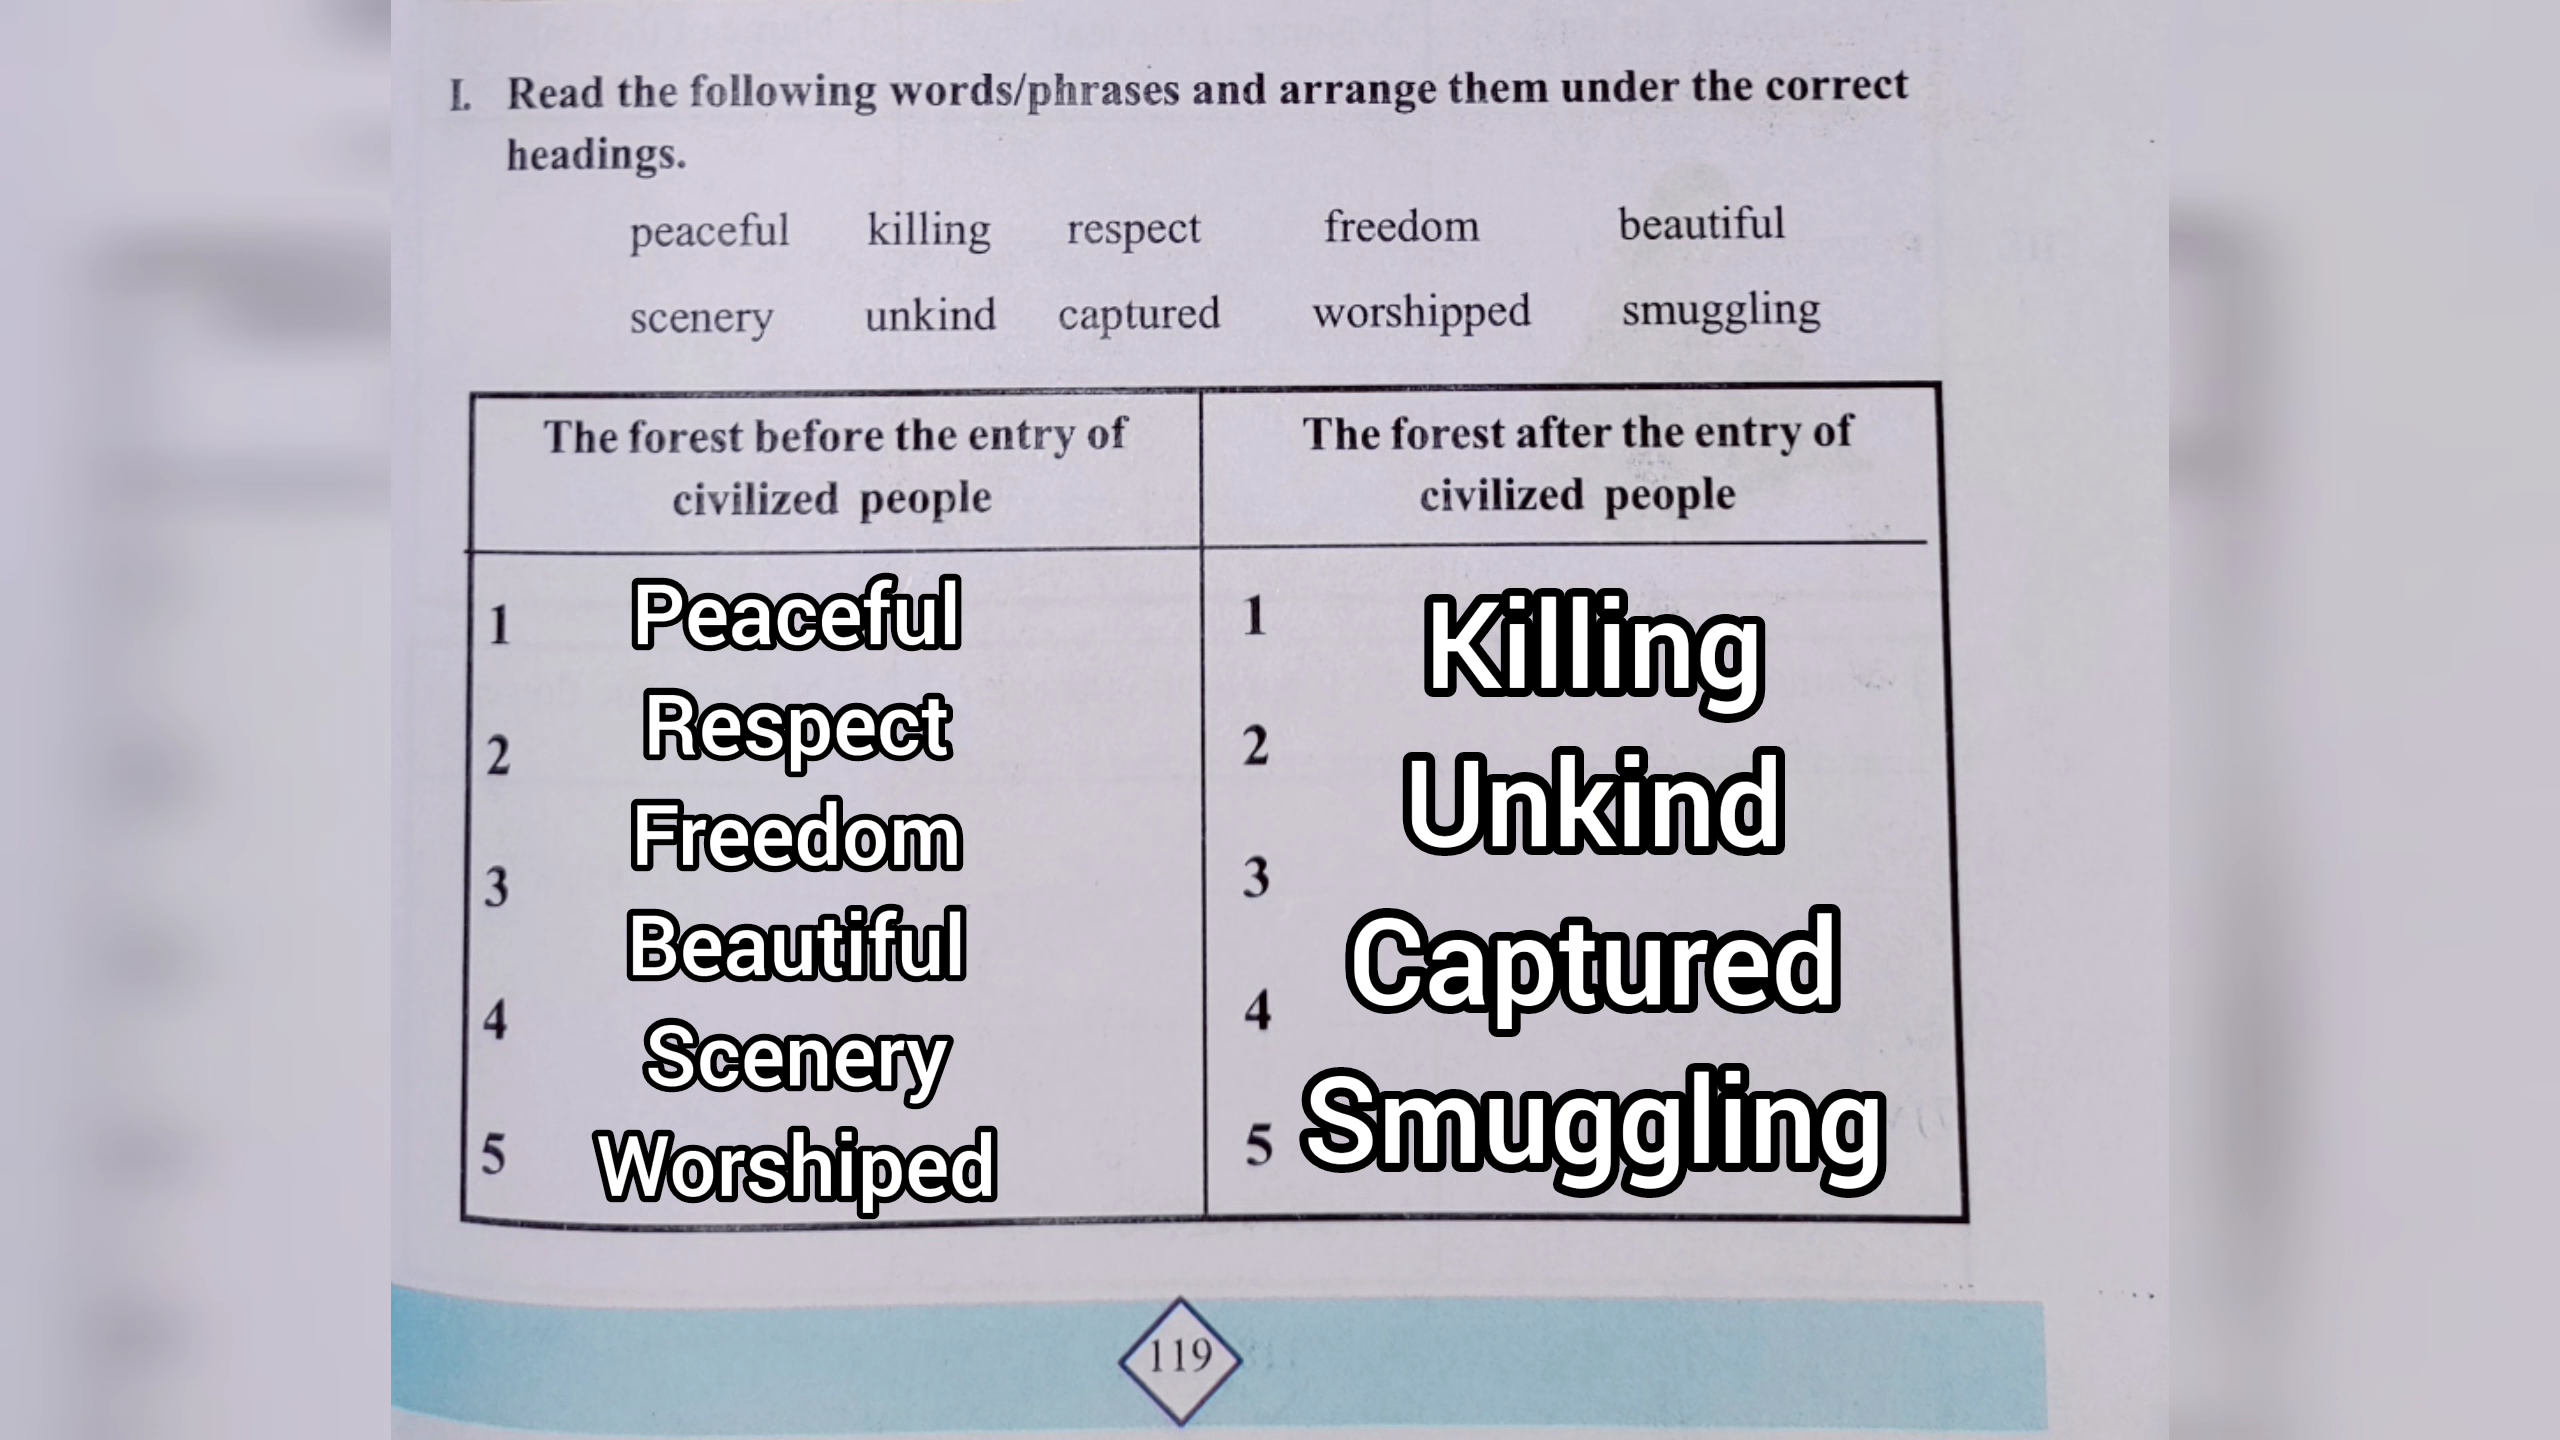 I. Read the following words/phrases and arrange them under the correct
headings.
peaceful killing respect freedom beautiful
scenery unkind captured worshipped smuggling
The forest before the entry of
civilized people
The forest after the entry of
civilized people
1 Peaceful
2 Respect
3 Freedom
Beautiful
4 Scenery
5 Worshiped
1 Killing
2 Unkind
3 Captured
4
5 Smuggling
119